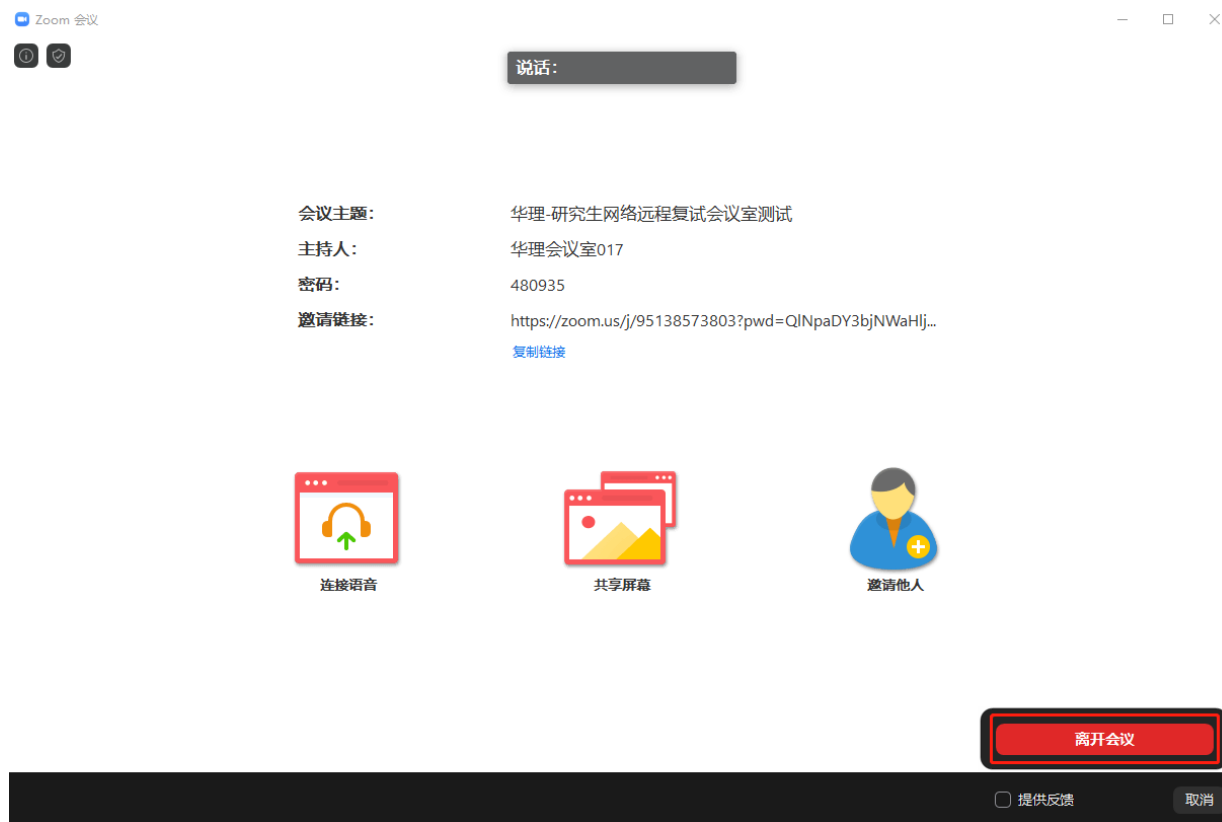 Zoom 会议
说话:
会议主题: 华理-研究生网络远程复试会议室测试
主持人: 华理会议室017
密码: 480935
邀请链接: https://zoom.us/j/95138573803?pwd=QlNpaDY3bjNWaHlj...
复制链接
连接语音 共享屏幕 邀请他人
离开会议
提供反馈 取消